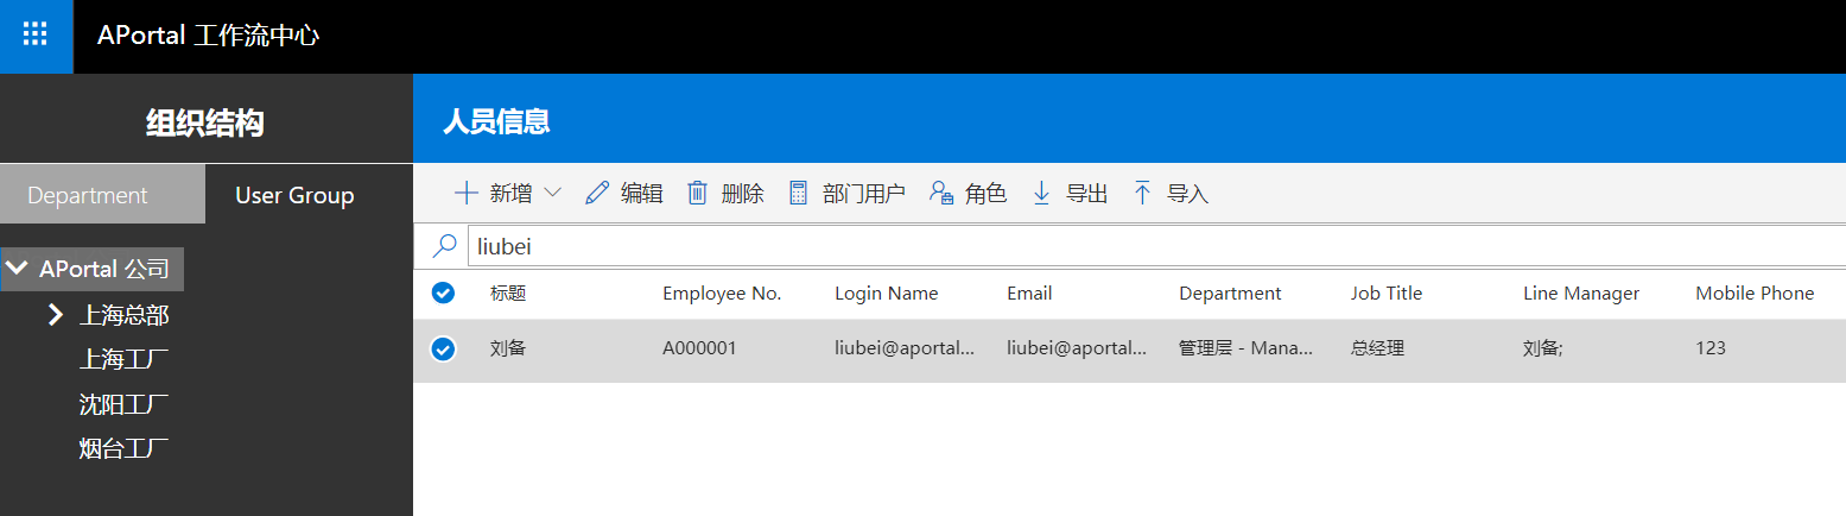 APortal 工作流中心
组织结构
人员信息
Department User Group
新增 编辑 删除 部门用户 角色 导出 导入
liubei
APortal 公司
上海总部
上海工厂
沈阳工厂
烟台工厂
标题 Employee No. Login Name Email Department Job Title Line Manager Mobile Phone
刘备 A000001 liubei@aportal... liubei@aportal... 管理层 - Mana... 总经理 刘备; 123